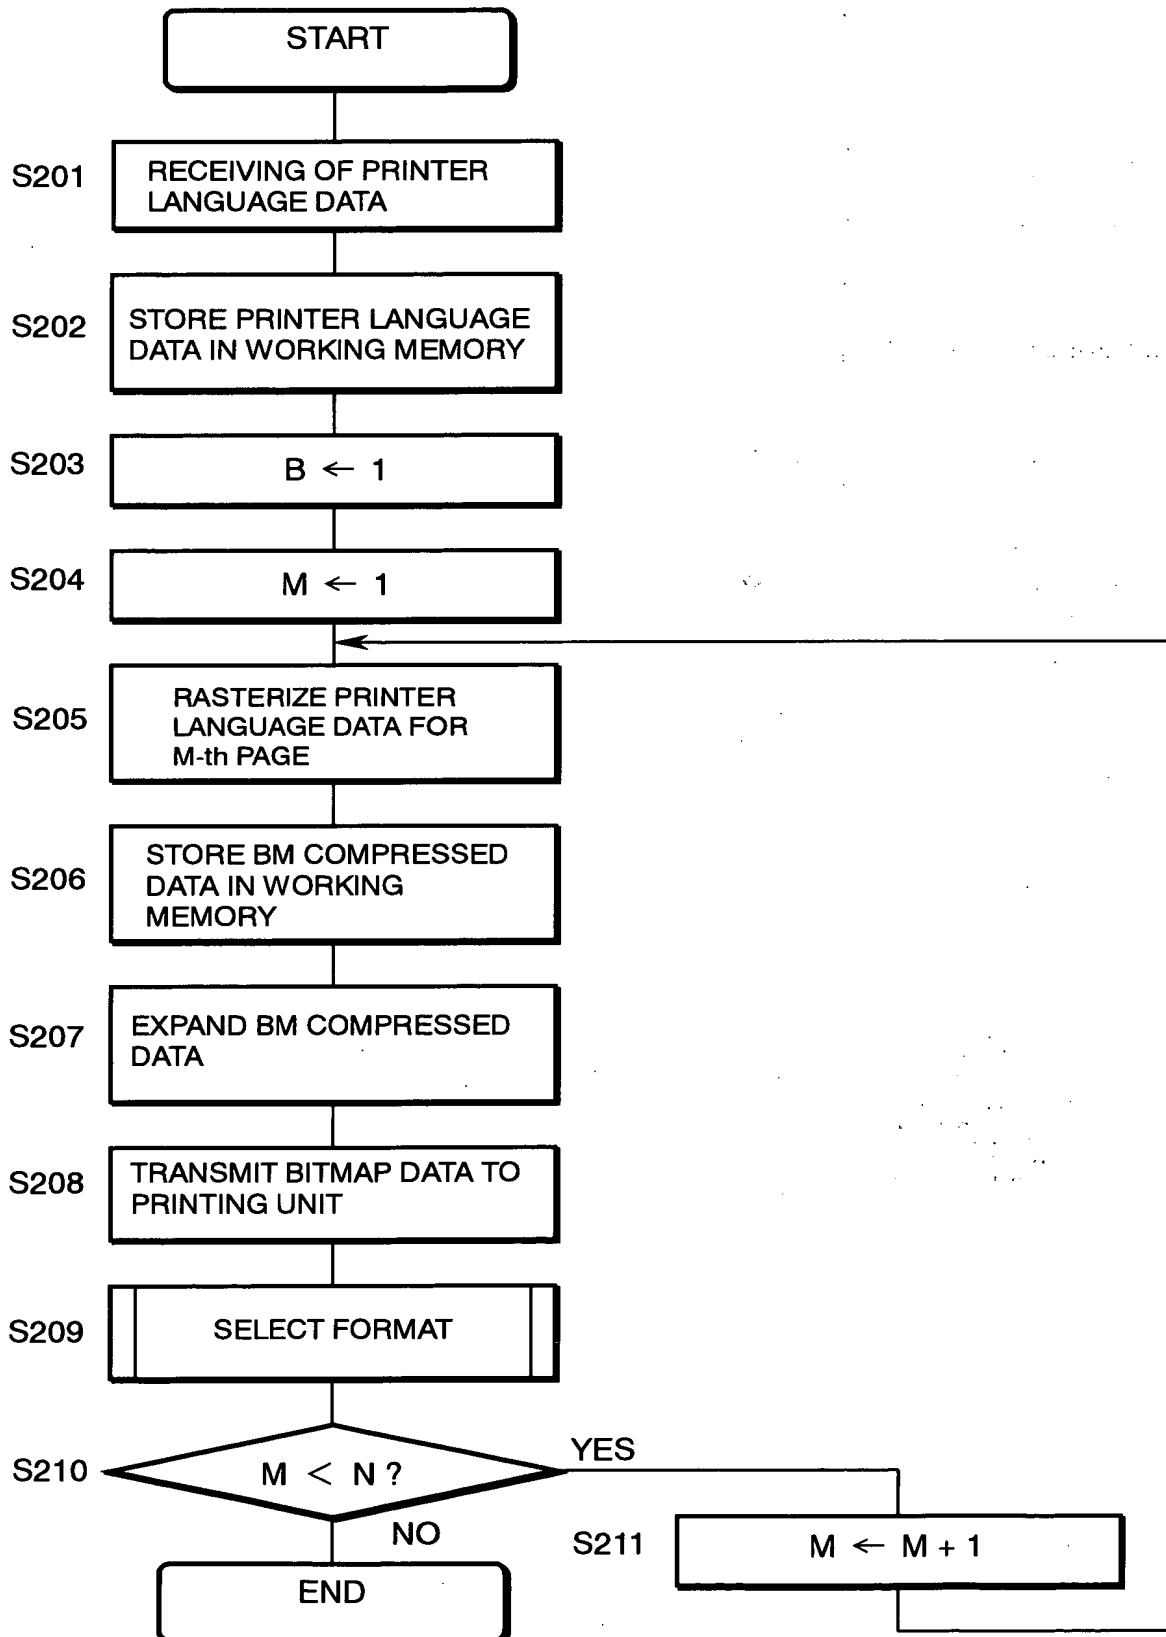 START
S201
RECEIVING OF PRINTER
LANGUAGE DATA
S202
STORE PRINTER LANGUAGE
DATA IN WORKING MEMORY
S203
B ← 1
S204
M ← 1
S205
RASTERIZE PRINTER
LANGUAGE DATA FOR
M-th PAGE
S206
STORE BM COMPRESSED
DATA IN WORKING
MEMORY
S207
EXPAND BM COMPRESSED
DATA
S208
TRANSMIT BITMAP DATA TO
PRINTING UNIT
S209
SELECT FORMAT
S210
M < N ?
YES
NO
S211
M ← M + 1
END